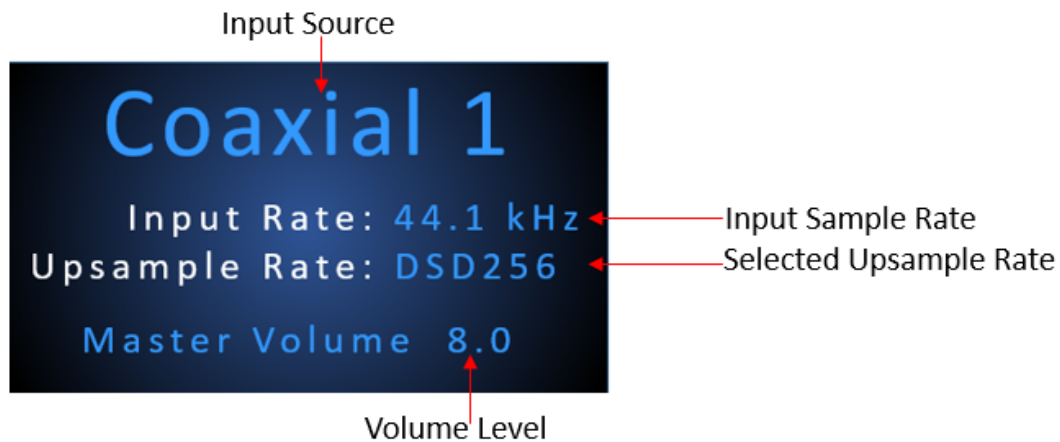 Input Source
Coaxial 1
Input Rate: 44.1 kHz
Input Sample Rate
Upsample Rate: DSD256
Selected Upsample Rate
Master Volume 8.0
Volume Level